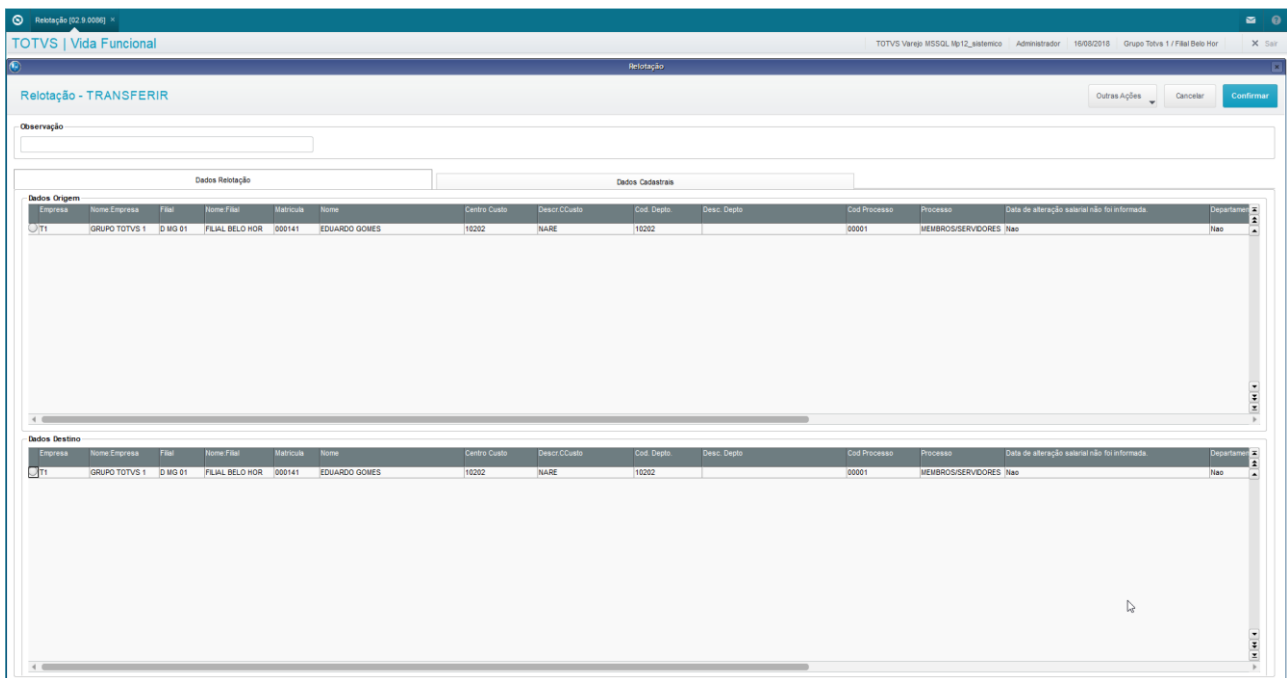 Relotação [02.9.0086] ×
TOTVS | Vida Funcional
TOTVS Varejo MSSQL Mp12_sistemico Administrador 16/08/2018 Grupo Totvs 1 / Filial Belo Hor X Sair
Relotação
Relotação - TRANSFERIR
Outras Ações Cancelar Confirmar
Observação
Dados Relotação Dados Cadastrais
Dados Origem
Empresa Nome:Empresa Filial Nome:Filial Matricula Nome Centro Custo Descr.CCusto Cod. Depto. Desc. Depto Cod Processo Processo Data de alteração salarial não foi informada. Departamen
T1 GRUPO TOTVS 1 D MG 01 FILIAL BELO HOR 000141 EDUARDO GOMES 10202 NARE 10202 00001 MEMBROS/SERVIDORES Nao Nao
Dados Destino
Empresa Nome:Empresa Filial Nome:Filial Matricula Nome Centro Custo Descr.CCusto Cod. Depto. Desc. Depto Cod Processo Processo Data de alteração salarial não foi informada. Departamen
T1 GRUPO TOTVS 1 D MG 01 FILIAL BELO HOR 000141 EDUARDO GOMES 10202 NARE 10202 00001 MEMBROS/SERVIDORES Nao Nao